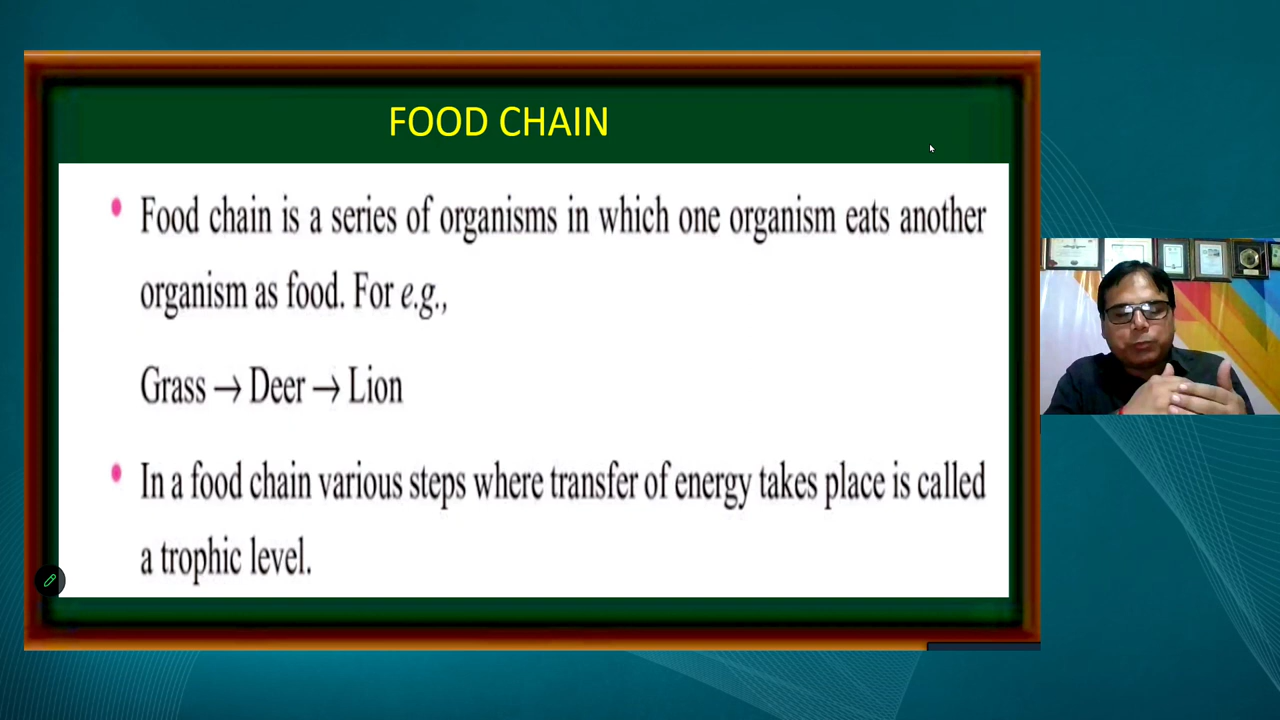 FOOD CHAIN
• Food chain is a series of organisms in which one organism eats another
organism as food. For e.g.,
Grass → Deer → Lion
• In a food chain various steps where transfer of energy takes place is called
a trophic level.